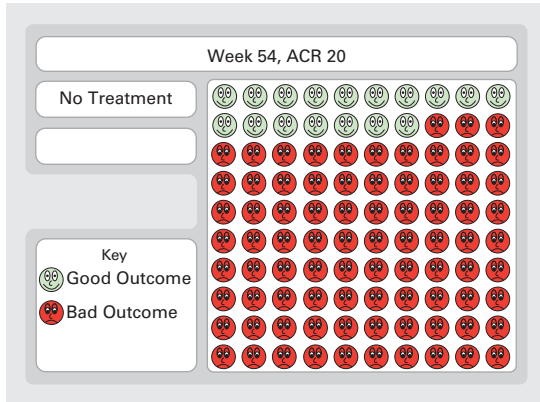 Week 54, ACR 20
No Treatment
Key
Good Outcome
Bad Outcome